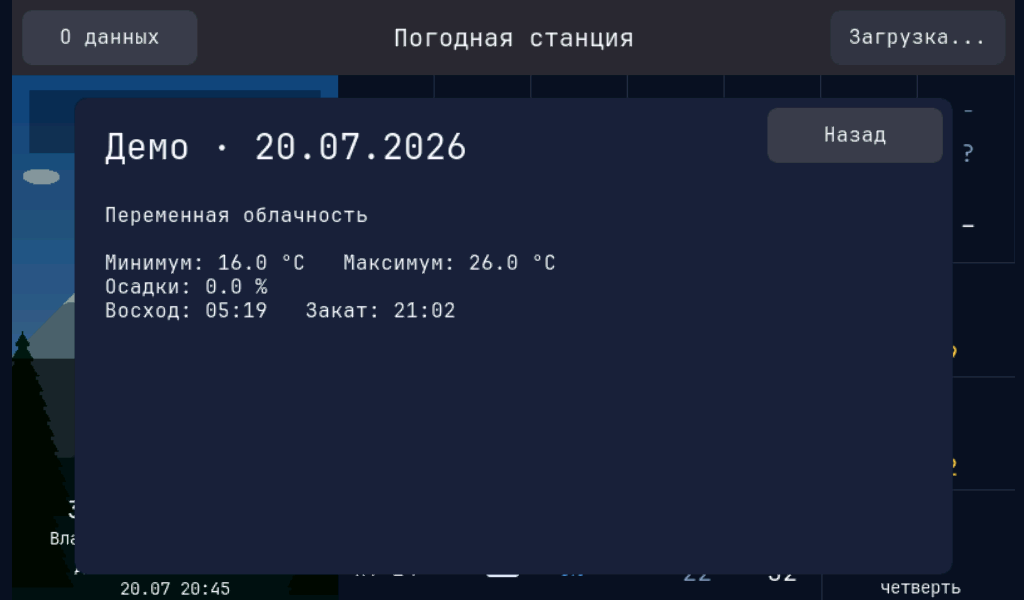 О данных
Погодная станция
Загрузка...
Назад
Демо · 20.07.2026
?
Переменная облачность
Минимум: 16.0 °C Максимум: 26.0 °C
Осадки: 0.0 %
Восход: 05:19 Закат: 21:02
20.07 20:45
четверть